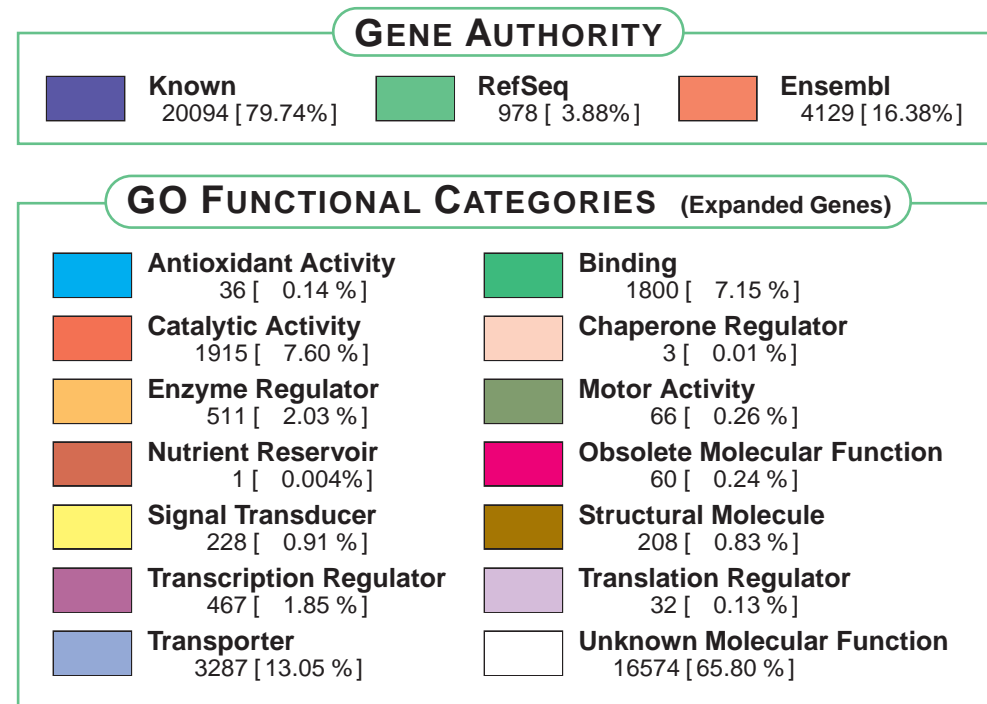 GENE AUTHORITY
Known
20094 [79.74%]
RefSeq
978 [ 3.88%]
Ensembl
4129 [16.38%]
GO FUNCTIONAL CATEGORIES (Expanded Genes)
Antioxidant Activity
36 [ 0.14 %]
Binding
1800 [ 7.15 %]
Catalytic Activity
1915 [ 7.60 %]
Chaperone Regulator
3 [ 0.01 %]
Enzyme Regulator
511 [ 2.03 %]
Motor Activity
66 [ 0.26 %]
Nutrient Reservoir
1 [ 0.004%]
Obsolete Molecular Function
60 [ 0.24 %]
Signal Transducer
228 [ 0.91 %]
Structural Molecule
208 [ 0.83 %]
Transcription Regulator
467 [ 1.85 %]
Translation Regulator
32 [ 0.13 %]
Transporter
3287 [13.05 %]
Unknown Molecular Function
16574 [65.80 %]